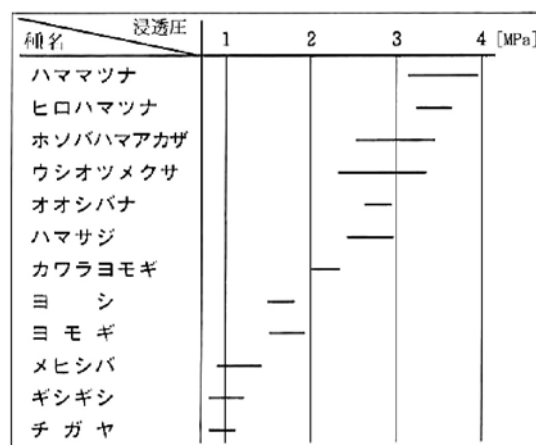 浸透圧
種名
1 2 3 4 [MPa]
ハママツナ
ヒロハマツナ
ホソバハマアカザ
ウシオツメクサ
オオシバナ
ハマサジ
カワラヨモギ
ヨシ
ヨモギ
メヒシバ
ギシギシ
チガヤ